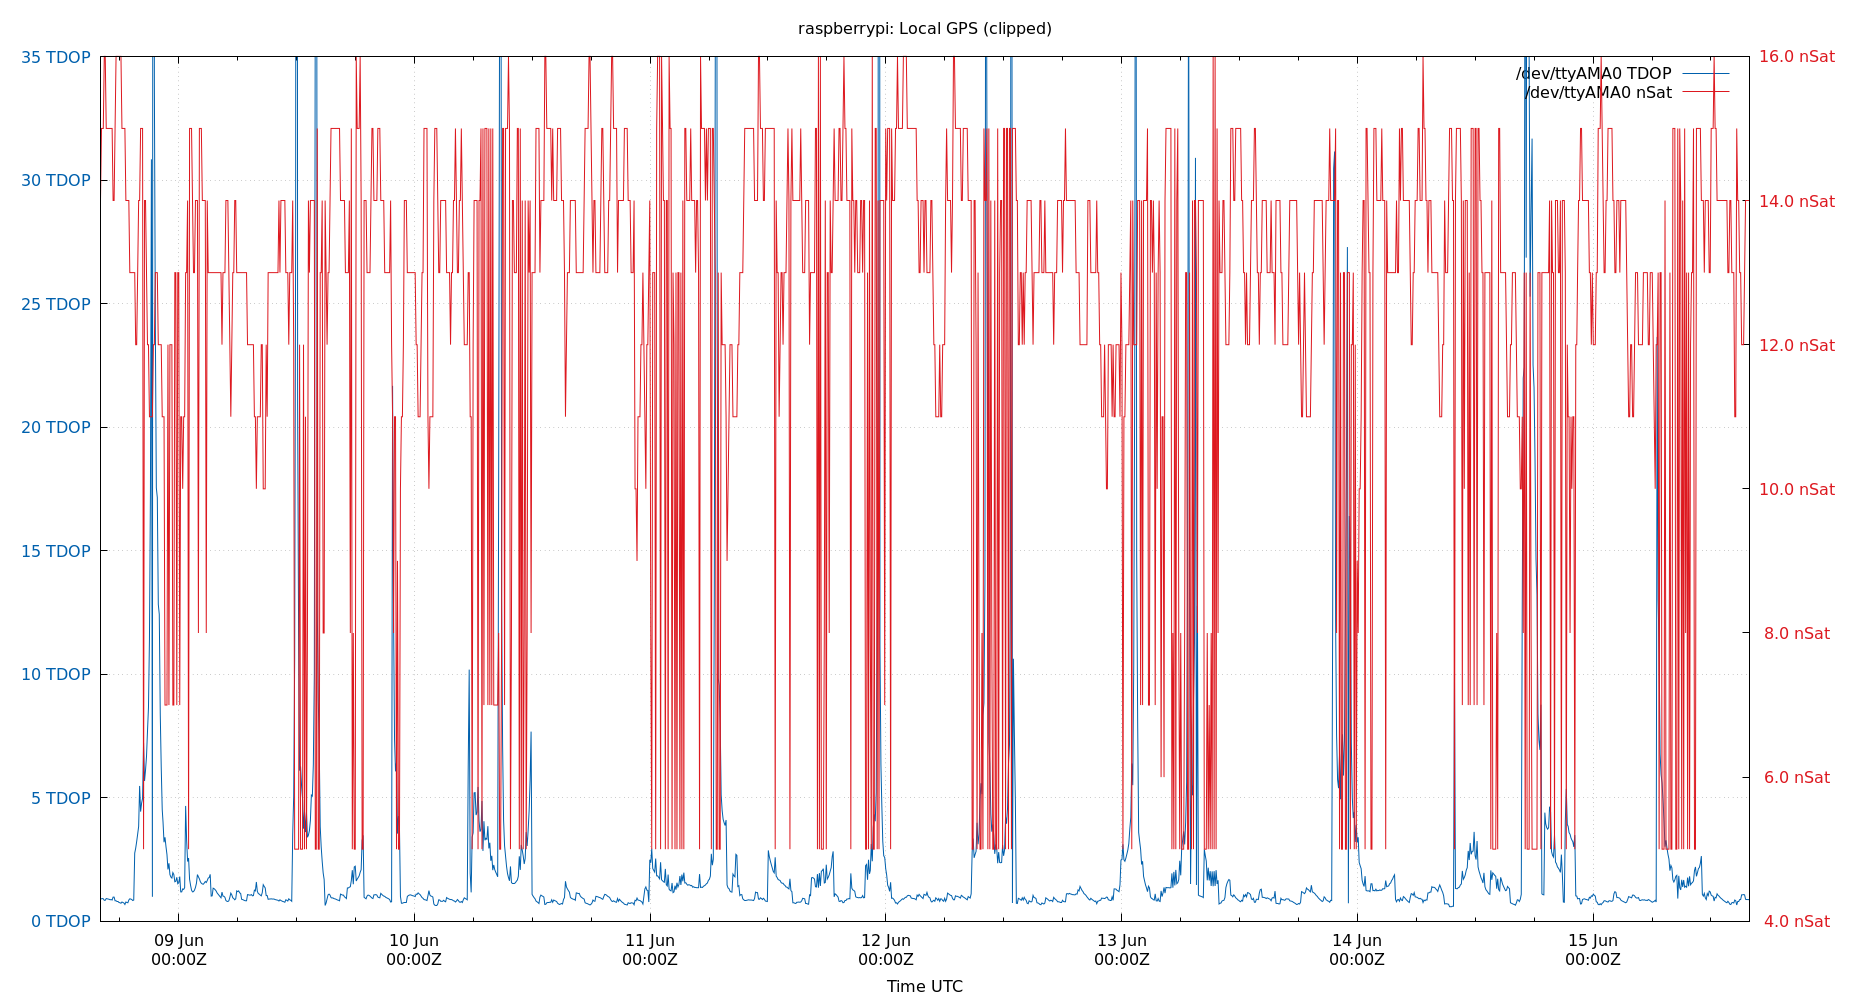 raspberrypi: Local GPS (clipped)
35 TDOP
30 TDOP
25 TDOP
20 TDOP
15 TDOP
10 TDOP
5 TDOP
0 TDOP
16.0 nSat
14.0 nSat
12.0 nSat
10.0 nSat
8.0 nSat
6.0 nSat
4.0 nSat
/dev/ttyAMA0 TDOP
/dev/ttyAMA0 nSat
09 Jun
00:00Z
10 Jun
00:00Z
11 Jun
00:00Z
12 Jun
00:00Z
13 Jun
00:00Z
14 Jun
00:00Z
15 Jun
00:00Z
Time UTC